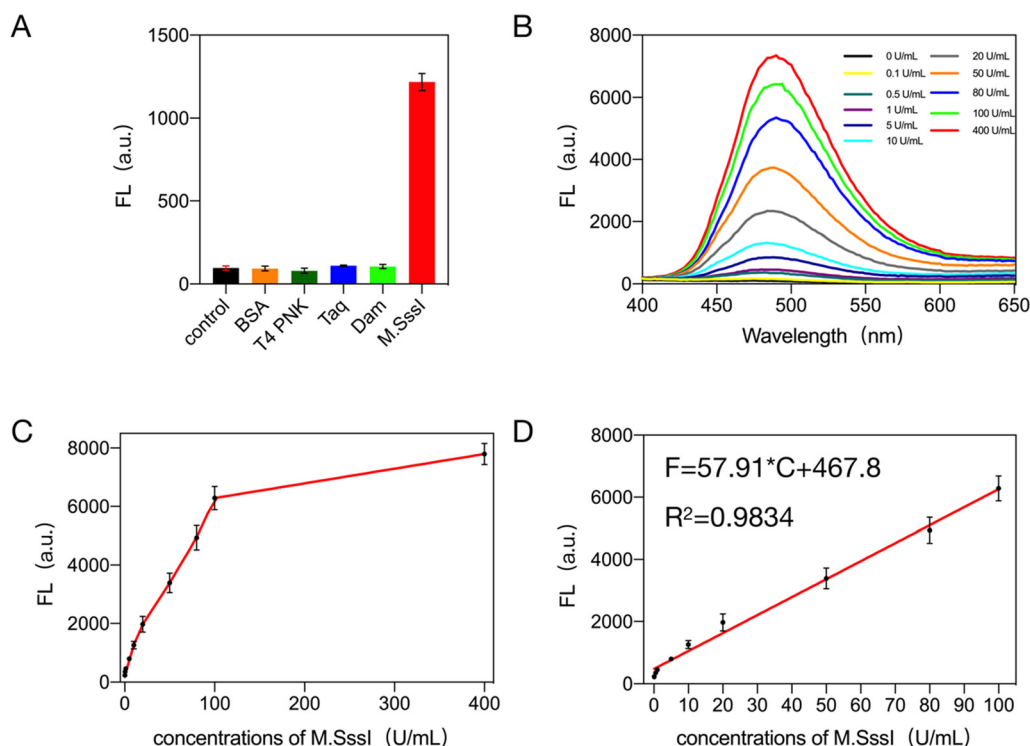 A
1500
1000
500
0
FL (a.u.)
control
BSA
T4 PNK
Taq
Dam
M.SssI
B
8000
6000
4000
2000
0
FL (a.u.)
400
450
500
550
600
650
Wavelength (nm)
0 U/mL
0.1 U/mL
0.5 U/mL
1 U/mL
5 U/mL
10 U/mL
20 U/mL
50 U/mL
80 U/mL
100 U/mL
400 U/mL
C
8000
6000
4000
2000
0
FL (a.u.)
0
100
200
300
400
concentrations of M.SssI (U/mL)
D
8000
6000
4000
2000
0
FL (a.u.)
F=57.91*C+467.8
R²=0.9834
0 10 20 30 40 50 60 70 80 90 100
concentrations of M.SssI (U/mL)